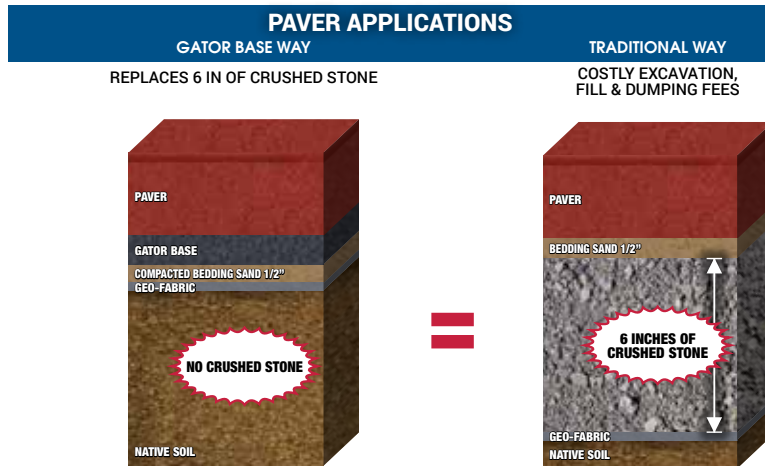 PAVER APPLICATIONS
GATOR BASE WAY
REPLACES 6 IN OF CRUSHED STONE
PAVER
GATOR BASE
COMPACTED BEDDING SAND 1/2”
GEO-FABRIC
NO CRUSHED STONE
NATIVE SOIL
=
TRADITIONAL WAY
COSTLY EXCAVATION,
FILL & DUMPING FEES
PAVER
BEDDING SAND 1/2”
6 INCHES OF
CRUSHED STONE
GEO-FABRIC
NATIVE SOIL